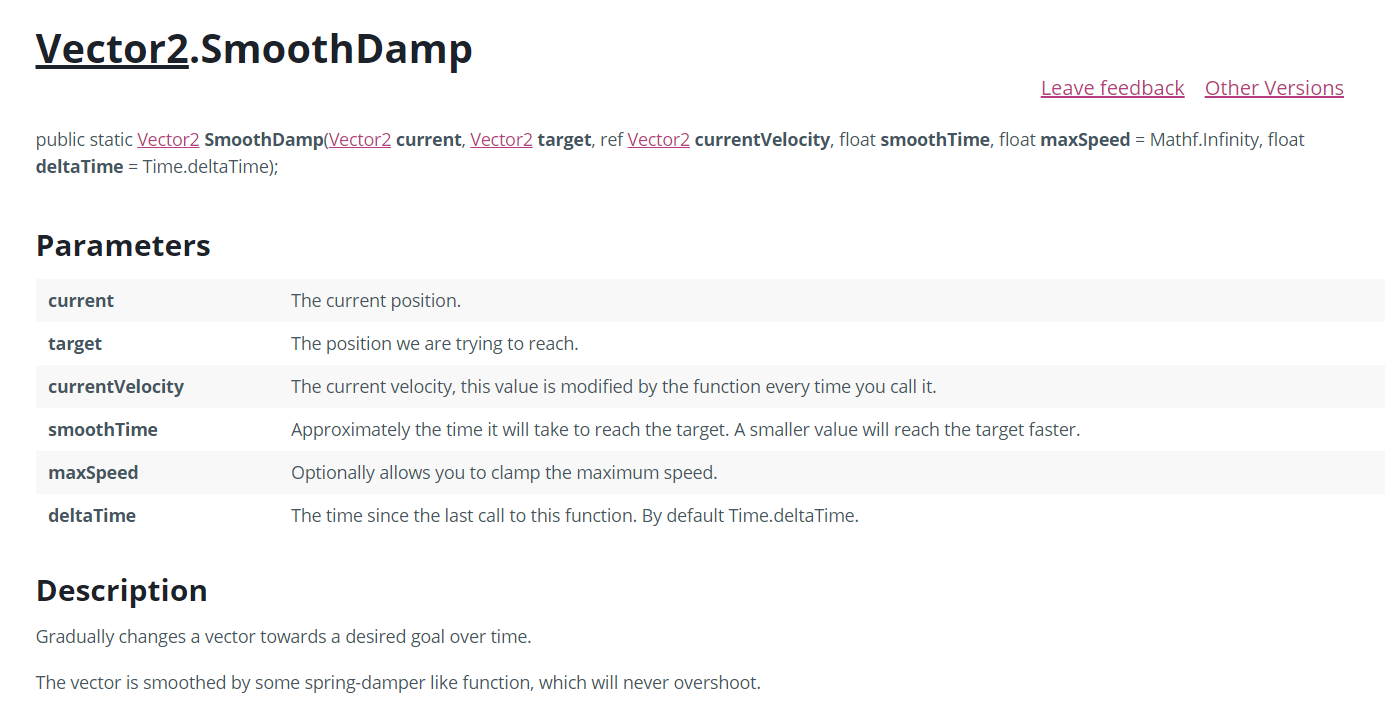 Vector2.SmoothDamp
Leave feedback Other Versions
public static Vector2 SmoothDamp(Vector2 current, Vector2 target, ref Vector2 currentVelocity, float smoothTime, float maxSpeed = Mathf.Infinity, float
deltaTime = Time.deltaTime);
Parameters
current The current position.
target The position we are trying to reach.
currentVelocity The current velocity, this value is modified by the function every time you call it.
smoothTime Approximately the time it will take to reach the target. A smaller value will reach the target faster.
maxSpeed Optionally allows you to clamp the maximum speed.
deltaTime The time since the last call to this function. By default Time.deltaTime.
Description
Gradually changes a vector towards a desired goal over time.
The vector is smoothed by some spring-damper like function, which will never overshoot.